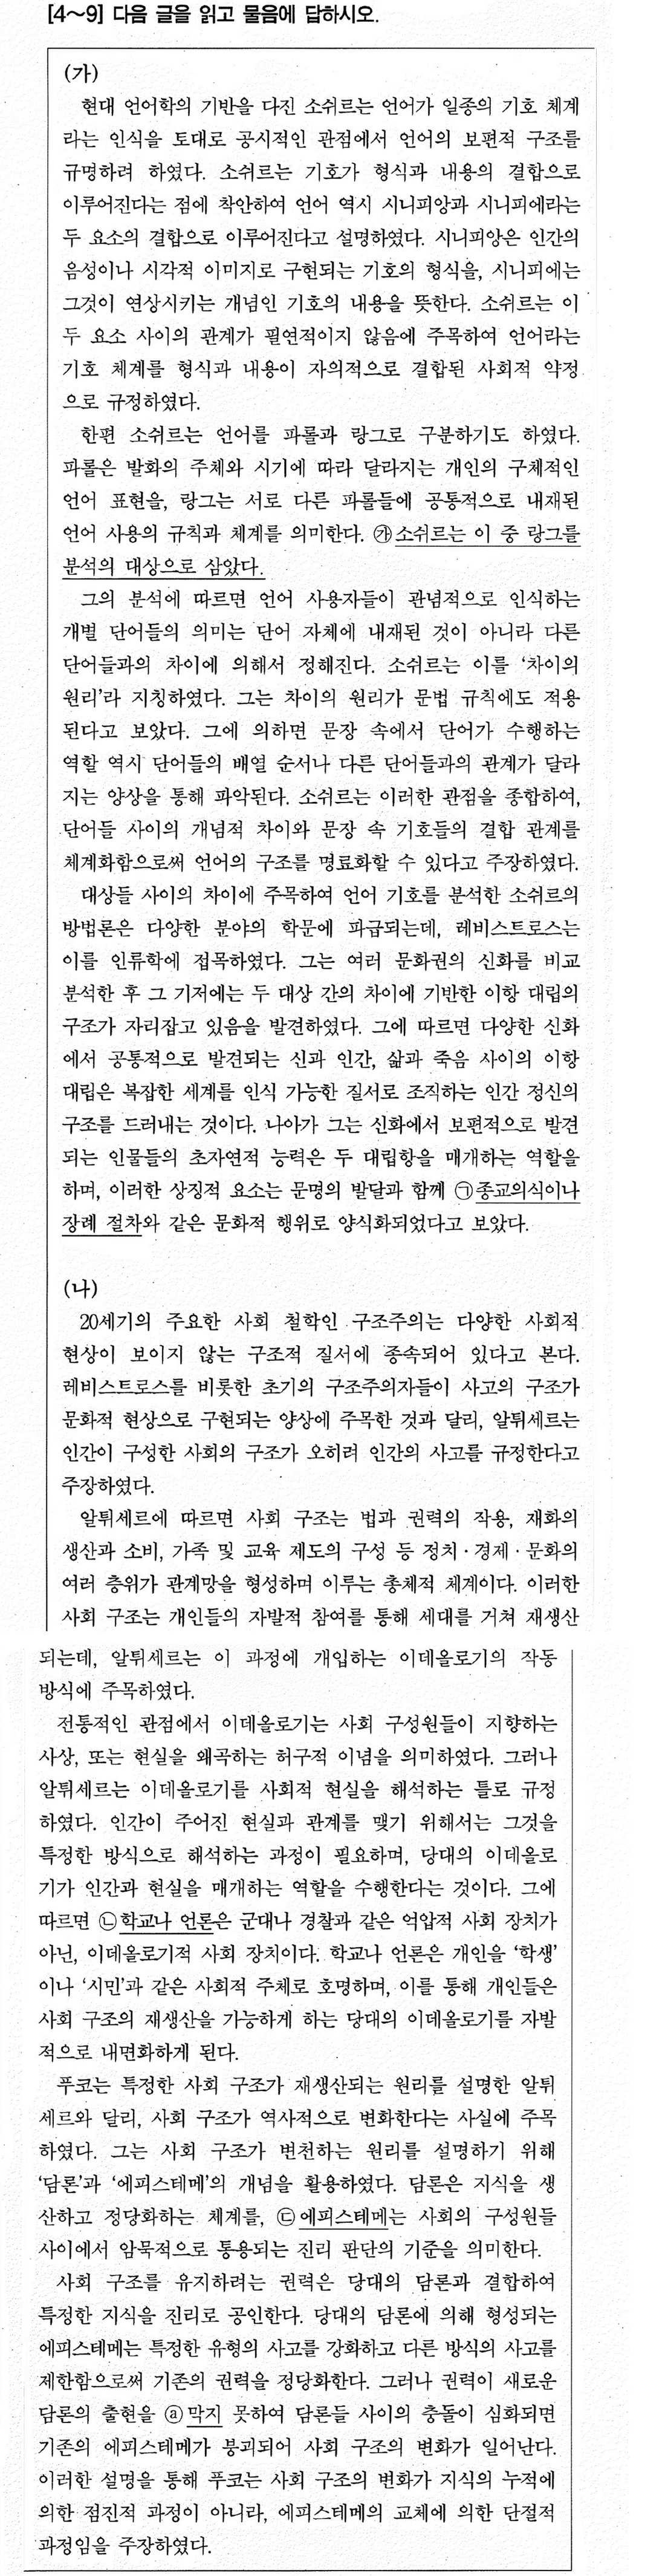 [4~9] 다음 글을 읽고 물음에 답하시오.
(가)
현대 언어학의 기반을 다진 소쉬르는 언어가 일종의 기호 체계
라는 인식을 토대로 공시적인 관점에서 언어의 보편적 구조를
규명하려 하였다. 소쉬르는 기호가 형식과 내용의 결합으로
이루어진다는 점에 착안하여 언어 역시 시니피앙과 시니피에라는
두 요소의 결합으로 이루어진다고 설명하였다. 시니피앙은 인간의
음성이나 시각적 이미지로 구현되는 기호의 형식을, 시니피에는
그것이 연상시키는 개념인 기호의 내용을 뜻한다. 소쉬르는 이
두 요소 사이의 관계가 필연적이지 않음에 주목하여 언어라는
기호 체계를 형식과 내용이 자의적으로 결합된 사회적 약정
으로 규정하였다.
한편 소쉬르는 언어를 파롤과 랑그로 구분하기도 하였다.
파롤은 발화의 주체와 시기에 따라 달라지는 개인의 구체적인
언어 표현을, 랑그는 서로 다른 파롤들에 공통적으로 내재된
언어 사용의 규칙과 체계를 의미한다. ㉮소쉬르는 이 중 랑그를
분석의 대상으로 삼았다.
그의 분석에 따르면 언어 사용자들이 관념적으로 인식하는
개별 단어들의 의미는 단어 자체에 내재된 것이 아니라 다른
단어들과의 차이에 의해서 정해진다. 소쉬르는 이를 ‘차이의
원리’라 지칭하였다. 그는 차이의 원리가 문법 규칙에도 적용
된다고 보았다. 그에 의하면 문장 속에서 단어가 수행하는
역할 역시 단어들의 배열 순서나 다른 단어들과의 관계가 달라
지는 양상을 통해 파악된다. 소쉬르는 이러한 관점을 종합하여,
단어들 사이의 개념적 차이와 문장 속 기호들의 결합 관계를
체계화함으로써 언어의 구조를 명료화할 수 있다고 주장하였다.
대상들 사이의 차이에 주목하여 언어 기호를 분석한 소쉬르의
방법론은 다양한 분야의 학문에 파급되는데, 레비스트로스는
이를 인류학에 접목하였다. 그는 여러 문화권의 신화를 비교
분석한 후 그 기저에는 두 대상 간의 차이에 기반한 이항 대립의
구조가 자리잡고 있음을 발견하였다. 그에 따르면 다양한 신화
에서 공통적으로 발견되는 신과 인간, 삶과 죽음 사이의 이항
대립은 복잡한 세계를 인식 가능한 질서로 조직하는 인간 정신의
구조를 드러내는 것이다. 나아가 그는 신화에서 보편적으로 발견
되는 인물들의 초자연적 능력은 두 대립항을 매개하는 역할을
하며, 이러한 상징적 요소는 문명의 발달과 함께 ㉠종교의식이나
장례 절차와 같은 문화적 행위로 양식화되었다고 보았다.
(나)
20세기의 주요한 사회 철학인 구조주의는 다양한 사회적
현상이 보이지 않는 구조적 질서에 종속되어 있다고 본다.
레비스트로스를 비롯한 초기의 구조주의자들이 사고의 구조가
문화적 현상으로 구현되는 양상에 주목한 것과 달리, 알튀세르는
인간이 구성한 사회의 구조가 오히려 인간의 사고를 규정한다고
주장하였다.
알튀세르에 따르면 사회 구조는 법과 권력의 작용, 재화의
생산과 소비, 가족 및 교육 제도의 구성 등 정치·경제·문화의
여러 층위가 관계망을 형성하며 이루는 총체적 체계이다. 이러한
사회 구조는 개인들의 자발적 참여를 통해 세대를 거쳐 재생산
되는데, 알튀세르는 이 과정에 개입하는 이데올로기의 작동
방식에 주목하였다.
전통적인 관점에서 이데올로기는 사회 구성원들이 지향하는
사상, 또는 현실을 왜곡하는 허구적 이념을 의미하였다. 그러나
알튀세르는 이데올로기를 사회적 현실을 해석하는 틀로 규정
하였다. 인간이 주어진 현실과 관계를 맺기 위해서는 그것을
특정한 방식으로 해석하는 과정이 필요하며, 당대의 이데올로
기가 인간과 현실을 매개하는 역할을 수행한다는 것이다. 그에
따르면 ㉡학교나 언론은 군대나 경찰과 같은 억압적 사회 장치가
아닌, 이데올로기적 사회 장치이다. 학교나 언론은 개인을 ‘학생’
이나 ‘시민’과 같은 사회적 주체로 호명하며, 이를 통해 개인들은
사회 구조의 재생산을 가능하게 하는 당대의 이데올로기를 자발
적으로 내면화하게 된다.
푸코는 특정한 사회 구조가 재생산되는 원리를 설명한 알튀
세르와 달리, 사회 구조가 역사적으로 변화한다는 사실에 주목
하였다. 그는 사회 구조가 변천하는 원리를 설명하기 위해
‘담론’과 ‘에피스테메’의 개념을 활용하였다. 담론은 지식을 생
산하고 정당화하는 체계를, ㉢에피스테메는 사회의 구성원들
사이에서 암묵적으로 통용되는 진리 판단의 기준을 의미한다.
사회 구조를 유지하려는 권력은 당대의 담론과 결합하여
특정한 지식을 진리로 공인한다. 당대의 담론에 의해 형성되는
에피스테메는 특정한 유형의 사고를 강화하고 다른 방식의 사고를
제한함으로써 기존의 권력을 정당화한다. 그러나 권력이 새로운
담론의 출현을 ⓐ막지 못하여 담론들 사이의 충돌이 심화되면
기존의 에피스테메가 붕괴되어 사회 구조의 변화가 일어난다.
이러한 설명을 통해 푸코는 사회 구조의 변화가 지식의 누적에
의한 점진적 과정이 아니라, 에피스테메의 교체에 의한 단절적
과정임을 주장하였다.